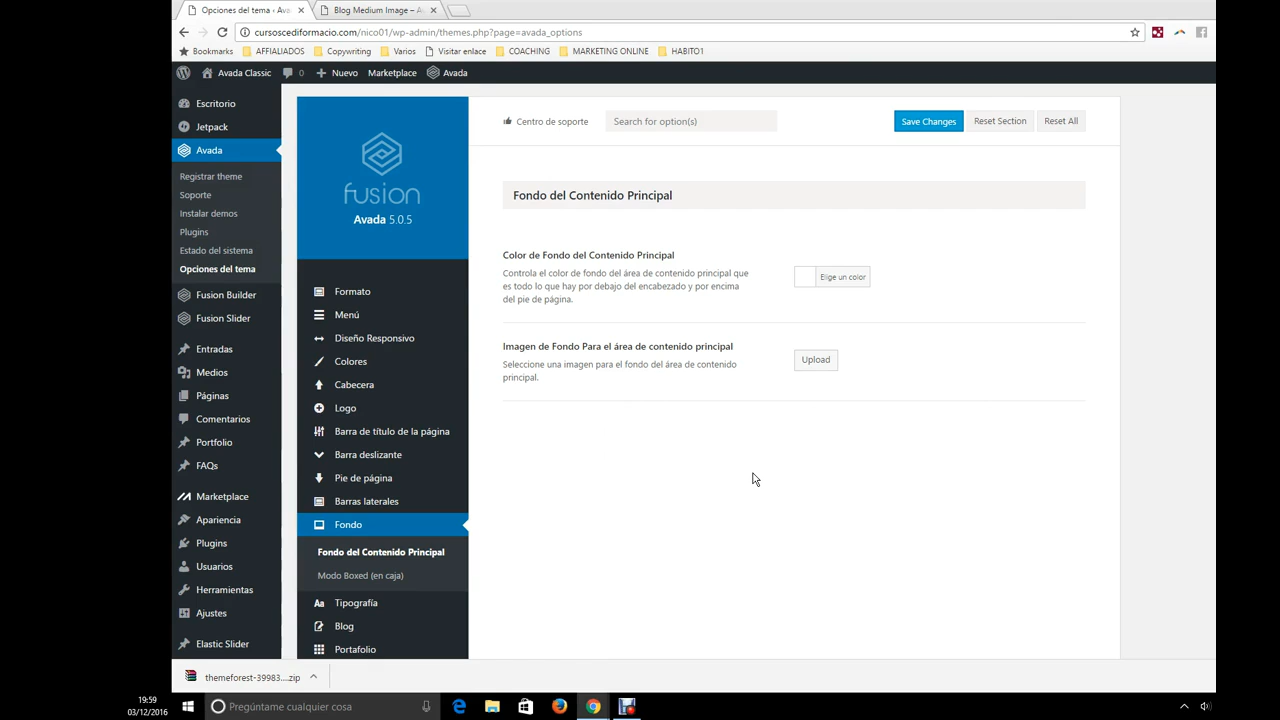 Opciones del tema ‹ Ava
Blog Medium Image – Av
cursoscediformacio.com/nico01/wp-admin/themes.php?page=avada_options
Bookmarks
AFFILIADOS
Copywriting
Varios
Visitar enlace
COACHING
MARKETING ONLINE
HABITO1
Avada Classic
0
Nuevo
Marketplace
Avada
Escritorio
Jetpack
Avada
Registrar theme
Soporte
Instalar demos
Plugins
Estado del sistema
Opciones del tema
Fusion Builder
Fusion Slider
Entradas
Medios
Páginas
Comentarios
Portfolio
FAQs
Marketplace
Apariencia
Plugins
Usuarios
Herramientas
Ajustes
Elastic Slider
fusion
Avada 5.0.5
Formato
Menú
Diseño Responsivo
Colores
Cabecera
Logo
Barra de título de la página
Barra deslizante
Pie de página
Barras laterales
Fondo
Fondo del Contenido Principal
Modo Boxed (en caja)
Aa Tipografía
Blog
Portafolio
Centro de soporte
Search for option(s)
Save Changes
Reset Section
Reset All
Fondo del Contenido Principal
Color de Fondo del Contenido Principal
Controla el color de fondo del área de contenido principal que
es todo lo que hay por debajo del encabezado y por encima
del pie de página.
Elige un color
Imagen de Fondo Para el área de contenido principal
Seleccione una imagen para el fondo del área de contenido
principal.
Upload
themeforest-39983....zip
19:59
03/12/2016
Pregúntame cualquier cosa